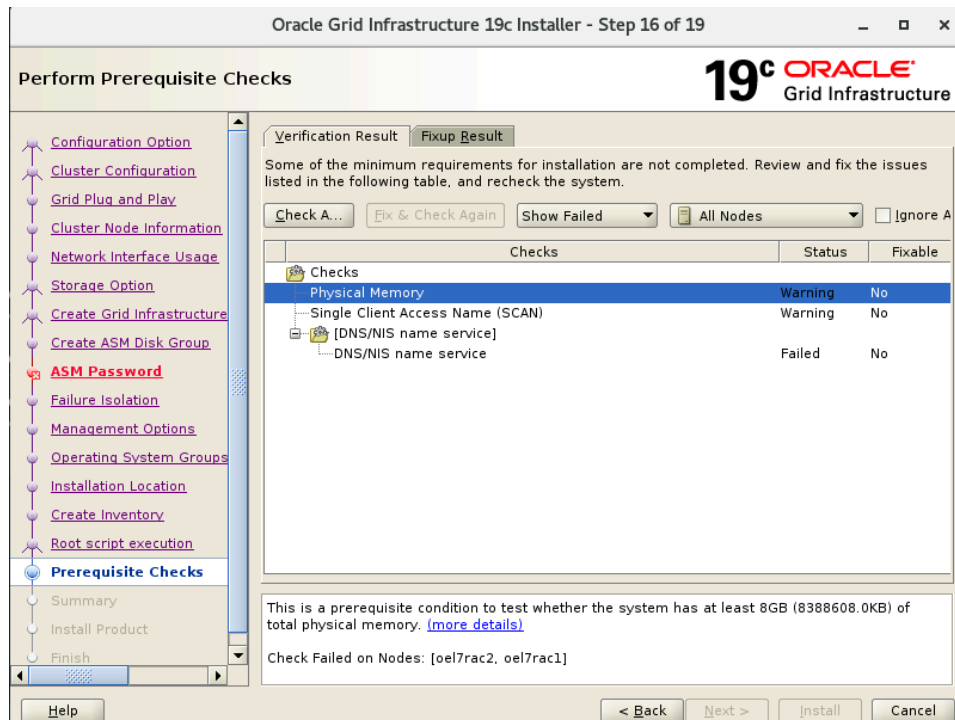 Oracle Grid Infrastructure 19c Installer - Step 16 of 19
Perform Prerequisite Checks
19c ORACLE
Grid Infrastructure
Configuration Option
Cluster Configuration
Grid Plug and Play
Cluster Node Information
Network Interface Usage
Storage Option
Create Grid Infrastructure
Create ASM Disk Group
ASM Password
Failure Isolation
Management Options
Operating System Groups
Installation Location
Create Inventory
Root script execution
Prerequisite Checks
Summary
Install Product
Finish
Verification Result Fixup Result
Some of the minimum requirements for installation are not completed. Review and fix the issues
listed in the following table, and recheck the system.
Check A... Fix & Check Again Show Failed All Nodes Ignore A
Checks Status Fixable
Checks
Physical Memory Warning No
Single Client Access Name (SCAN) Warning No
[DNS/NIS name service]
DNS/NIS name service Failed No
This is a prerequisite condition to test whether the system has at least 8GB (8388608.0KB) of
total physical memory. (more details)
Check Failed on Nodes: [oel7rac2, oel7rac1]
Help < Back Next > Install Cancel